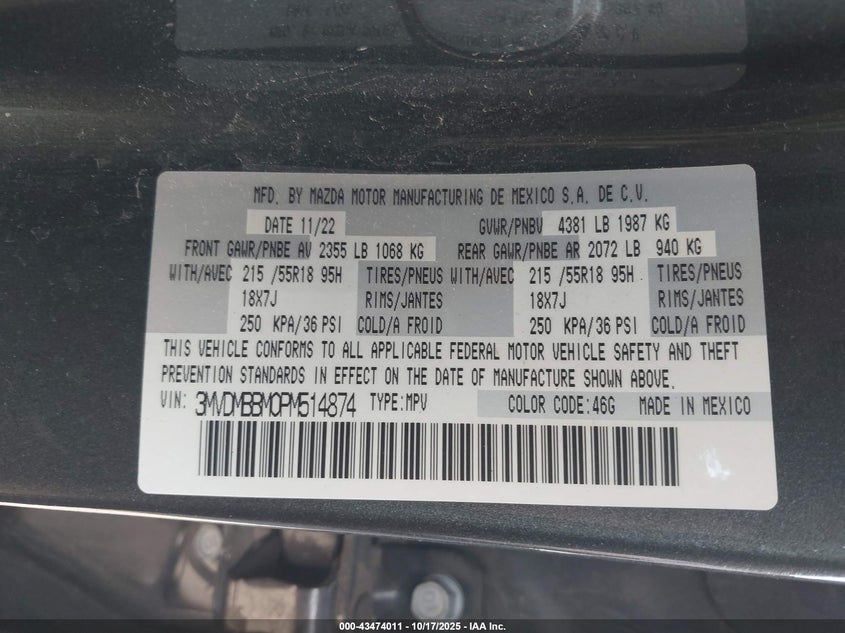 MFD. BY MAZDA MOTOR MANUFACTURING DE MEXICO S.A. DE C.V.
DATE 11/22 GVWR/PNBV 4381 LB 1987 KG
FRONT GAWR/PNBE AV 2355 LB 1068 KG REAR GAWR/PNBE AR 2072 LB 940 KG
WITH/AVEC 215 /55R18 95H TIRES/PNEUS WITH/AVEC 215 /55R18 95H TIRES/PNEUS
18X7J RIMS/JANTES 18X7J RIMS/JANTES
250 KPA/36 PSI COLD/A FROID 250 KPA/36 PSI COLD/A FROID
THIS VEHICLE CONFORMS TO ALL APPLICABLE FEDERAL MOTOR VEHICLE SAFETY AND THEFT
PREVENTION STANDARDS IN EFFECT ON THE DATE OF MANUFACTURE SHOWN ABOVE.
VIN: 3MVDMBBM0PM514874 TYPE:MPV COLOR CODE:46G MADE IN MEXICO
000-43474011 - 10/17/2025 - IAA Inc.